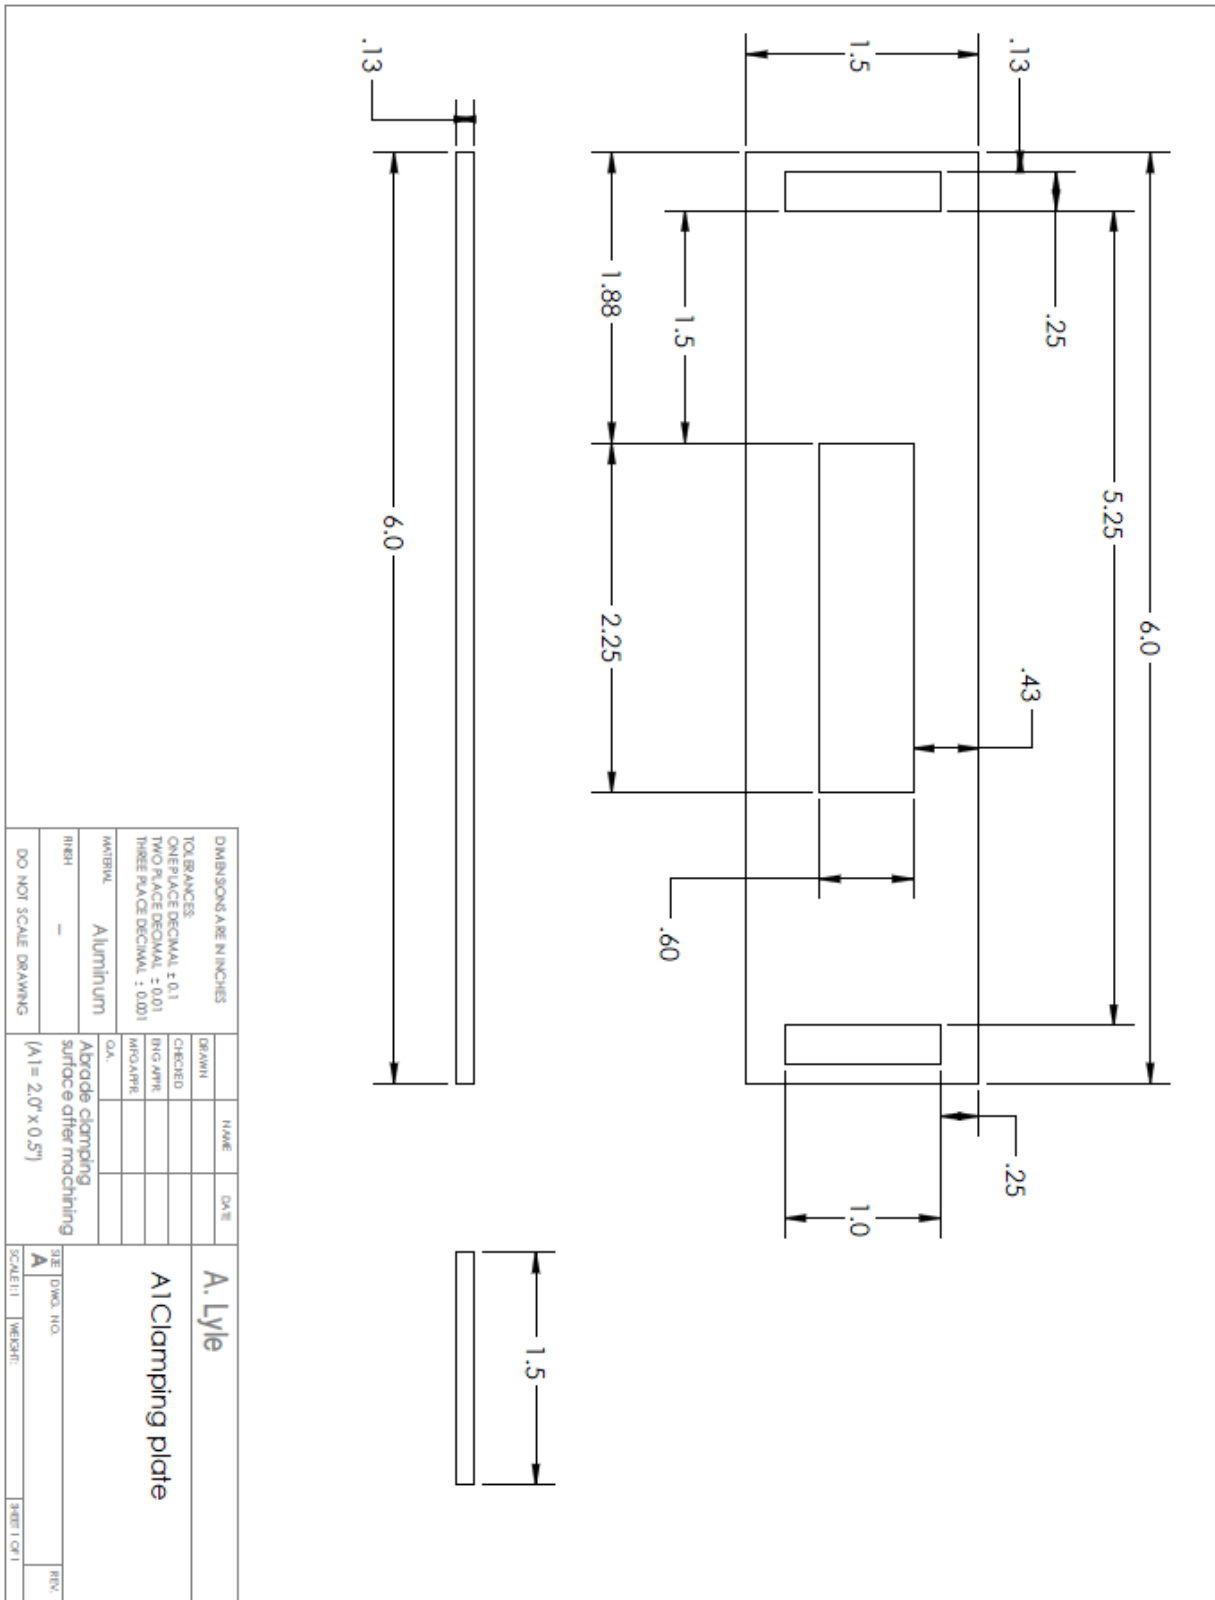 6.0
5.25
.13
.25
1.5
.43
.25
1.5
1.88
2.25
.60
1.0
.13
6.0
1.5
DIMENSIONS ARE IN INCHES
TOLERANCES:
ONE PLACE DECIMAL ± 0.1
TWO PLACE DECIMAL ± 0.01
THREE PLACE DECIMAL ± 0.001
MATERIAL
Aluminum
FINISH
–
DO NOT SCALE DRAWING
NAME
DATE
DRAWN
CHECKED
ENG APPR.
MFG APPR.
Q.A.
Abrade clamping
surface after machining
(A1= 2.0" x 0.5")
A. Lyle
A1Clamping plate
SIZE
A
DWG. NO.
REV.
SCALE:1:1
WEIGHT:
SHEET 1 OF 1
1.5